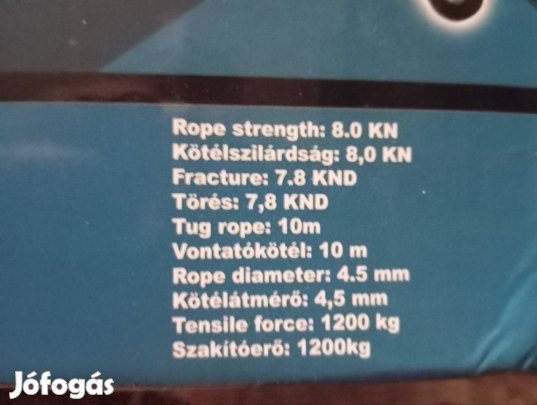 Rope strength: 8.0 KN
Kötélszilárdság: 8,0 KN
Fracture: 7.8 KND
Törés: 7,8 KND
Tug rope: 10m
Vontatókötél: 10 m
Rope diameter: 4.5 mm
Kötélátmérő: 4,5 mm
Tensile force: 1200 kg
Szakítóerő: 1200kg
Jófogás